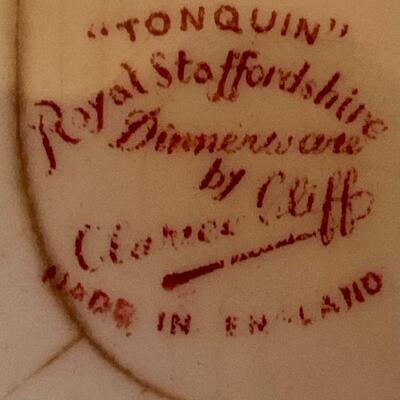 "TONQUIN"
Royal Staffordshire
Dinnerware
by
Clarice Cliff
MADE IN ENGLAND